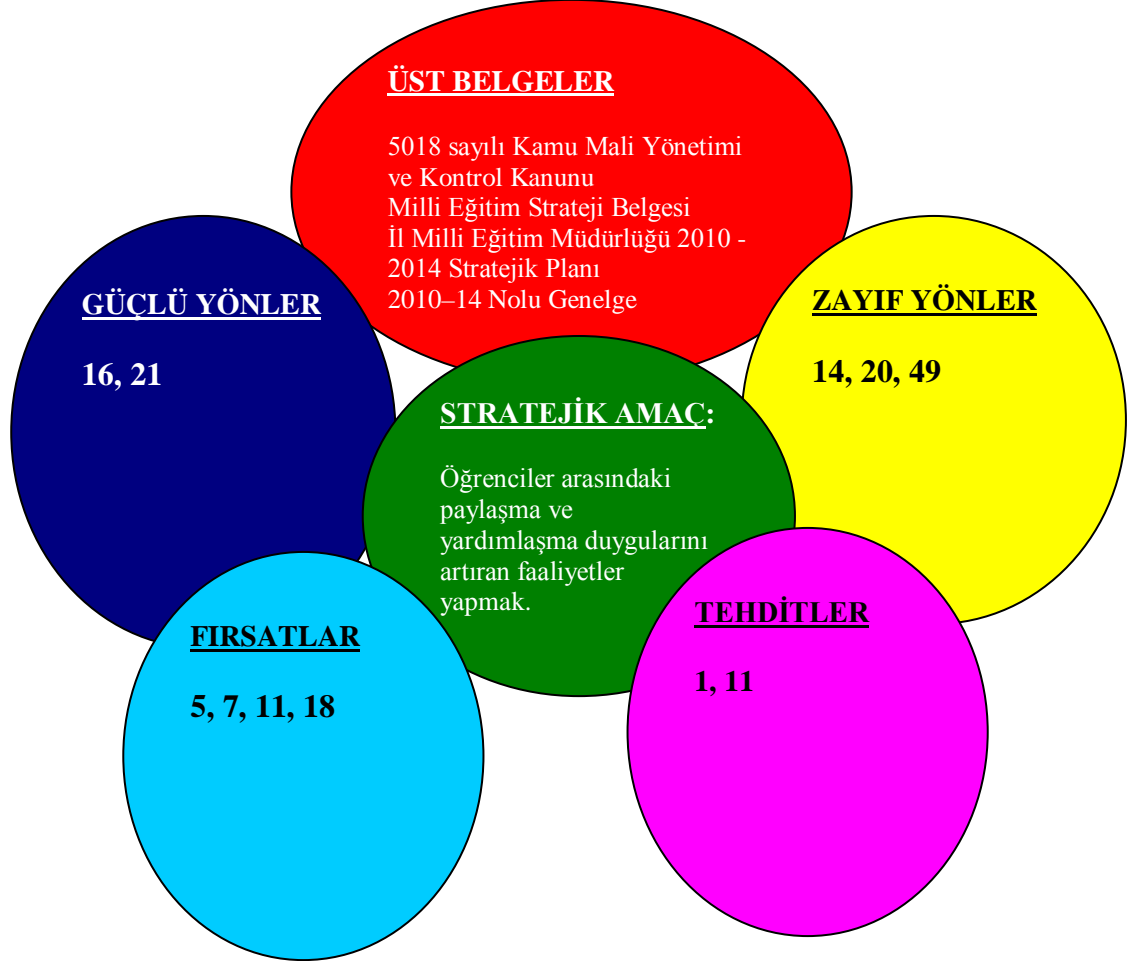 ÜST BELGELER
5018 sayılı Kamu Mali Yönetimi
ve Kontrol Kanunu
Milli Eğitim Strateji Belgesi
İl Milli Eğitim Müdürlüğü 2010 -
2014 Stratejik Planı
2010–14 Nolu Genelge
GÜÇLÜ YÖNLER
16, 21
ZAYIF YÖNLER
14, 20, 49
STRATEJİK AMAÇ:
Öğrenciler arasındaki
paylaşma ve
yardımlaşma duygularını
artıran faaliyetler
yapmak.
FIRSATLAR
5, 7, 11, 18
TEHDİTLER
1, 11